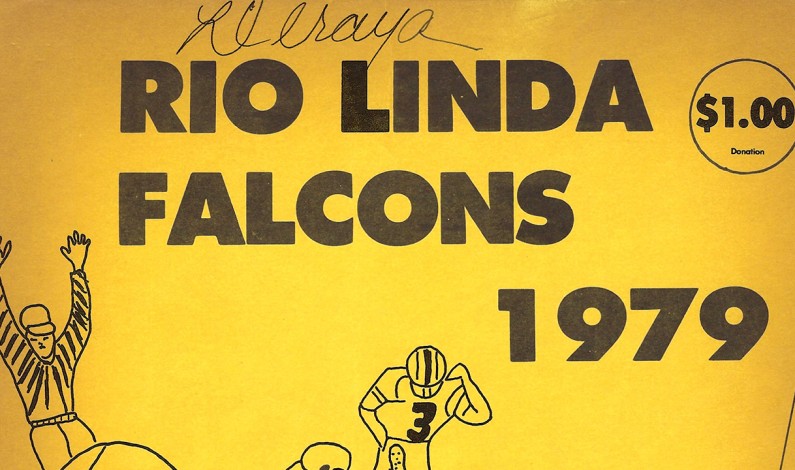 RIO LINDA
$1.00
Donation
FALCONS
1979
3